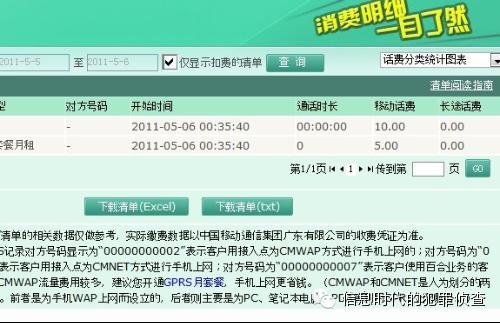 消费明细
一目了然
2011-5-5 至 2011-5-6 仅显示扣费的清单 查 询 话费分类统计图表
清单阅读指南
型 对方号码 开始时间 通话时长 移动话费 长途话费
- 2011-05-06 00:35:40 00:00:00 10.00 0.00
套餐月租 - 2011-05-06 00:35:40 0 5.00 0.00
第1/1页 1 传到第 页 GO
下载清单(Excel) 下载清单(txt)
清单的相关数据仅做参考，实际缴费数据以中国移动通信集团广东有限公司的收费凭证为准。
S记录对方号码显示为“00000000002”表示客户用接入点为CMWAP方式进行手机上网的；对方号码为“0
表示客户用接入点为CMNET方式进行手机上网；对方号码为“00000000007”表示客户使用百合业务的客
CMWAP流量费用较多，建议您开通GPRS月套餐，手机上网更省钱。（CMWAP和CMNET是人为划分的两
。前者是为手机WAP上网而设立的，后者则主要是为PC、笔记本电 PD
信息时代的犯罪侦查